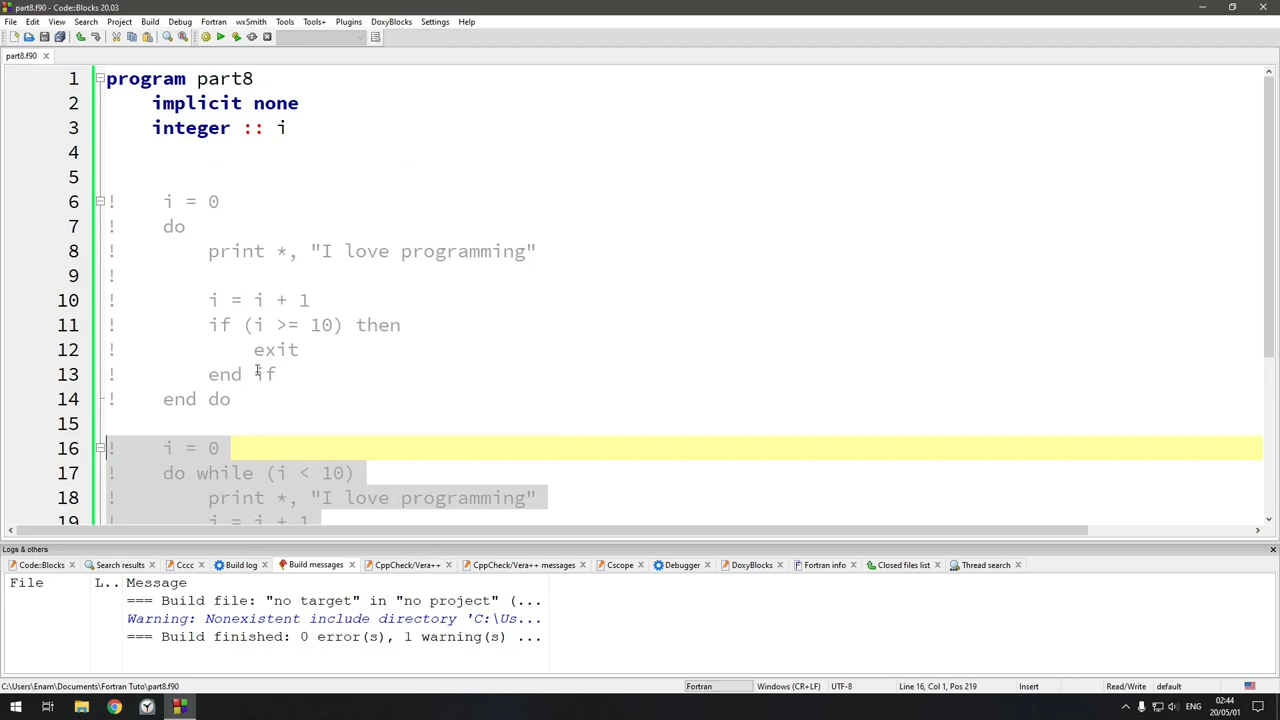 part8.f90 - Code::Blocks 20.03
File Edit View Search Project Build Debug Fortran wxSmith Tools Tools+ Plugins DoxyBlocks Settings Help
part8.f90
1 program part8
2 implicit none
3 integer :: i
4
5
6 ! i = 0
7 ! do
8 ! print *, "I love programming"
9 !
10 ! i = i + 1
11 ! if (i >= 10) then
12 ! exit
13 ! end if
14 ! end do
15
16 ! i = 0
17 ! do while (i < 10)
18 ! print *, "I love programming"
19 ! i = i + 1
Logs & others
Code::Blocks Search results Cccc Build log Build messages CppCheck/Vera++ CppCheck/Vera++ messages Cscope Debugger DoxyBlocks Fortran info Closed files list Thread search
File L.. Message
=== Build file: "no target" in "no project" (...
Warning: Nonexistent include directory 'C:\Us...
=== Build finished: 0 error(s), 1 warning(s) ...
C:\Users\Enam\Documents\Fortran Tuto\part8.f90 Fortran Windows (CR+LF) UTF-8 Line 16, Col 1, Pos 219 Insert Read/Write default
ENG
02:44
20/05/01